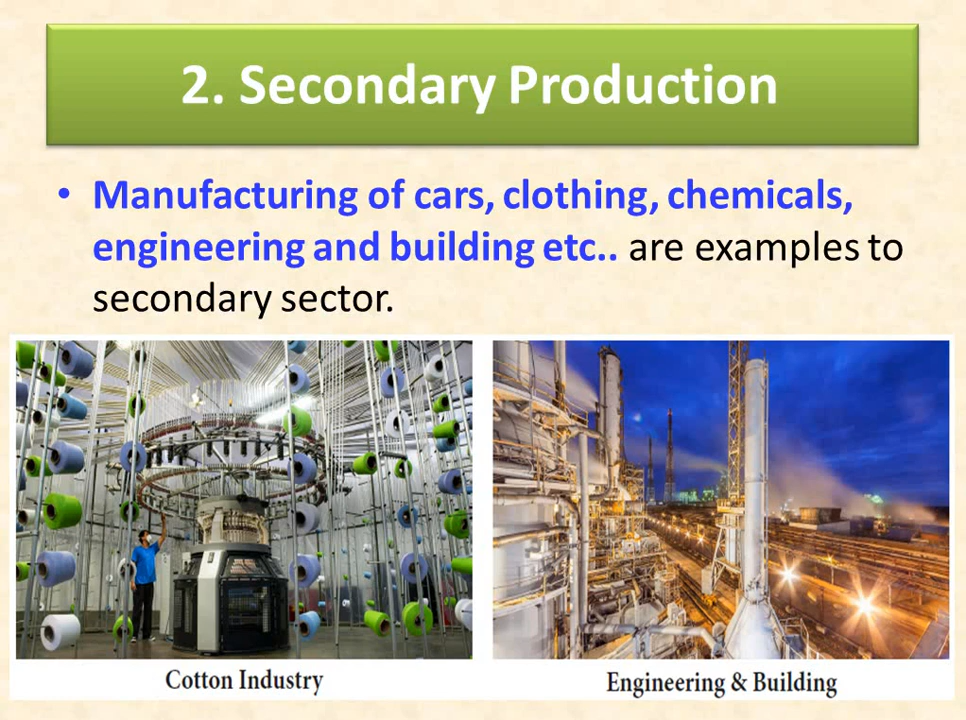 2. Secondary Production
• Manufacturing of cars, clothing, chemicals,
engineering and building etc.. are examples to
secondary sector.
Cotton Industry
Engineering & Building